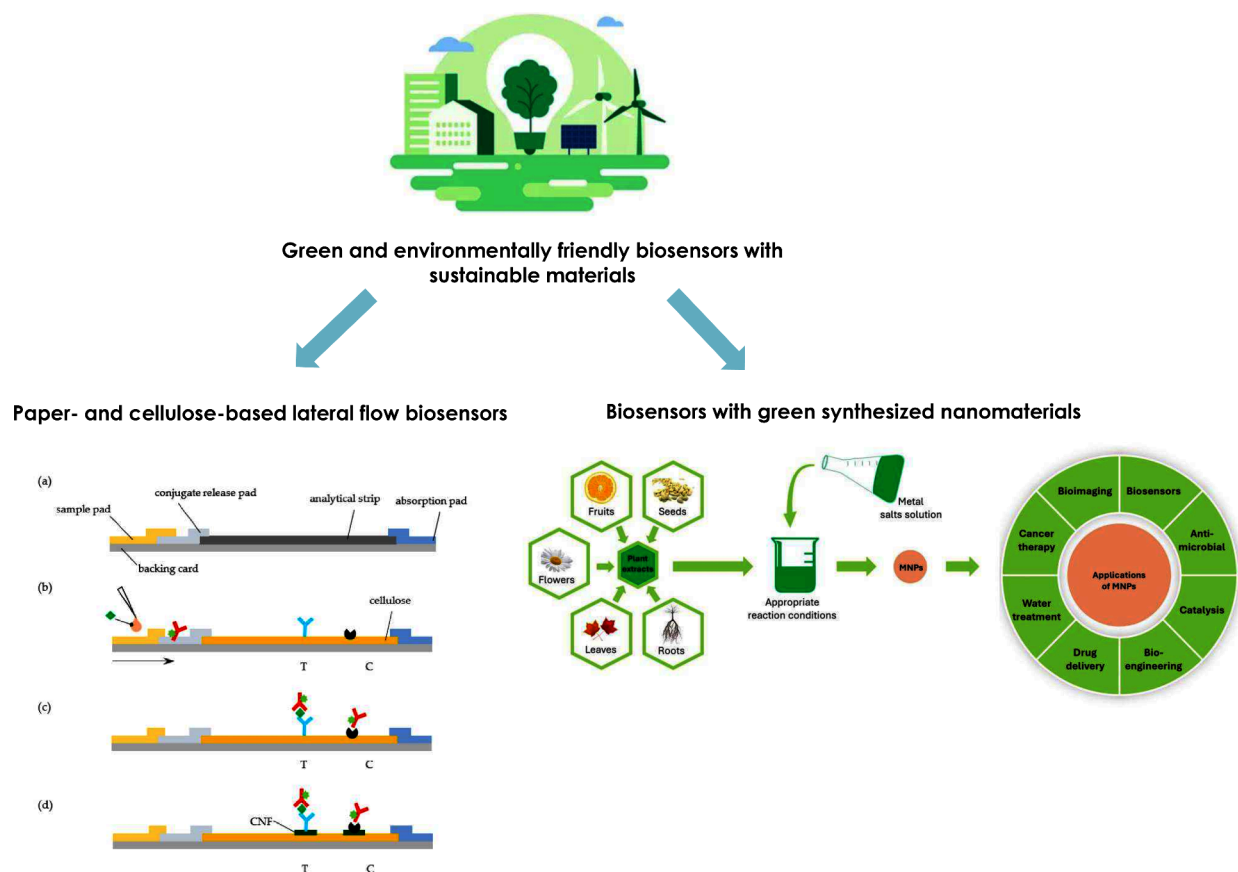 Green and environmentally friendly biosensors with
sustainable materials
Paper- and cellulose-based lateral flow biosensors
(a)
conjugate release pad
analytical strip
absorption pad
sample pad
backing card
(b)
cellulose
T
C
(c)
T
C
(d)
CNF
T
C
Biosensors with green synthesized nanomaterials
Fruits
Seeds
Flowers
Plant
extracts
Leaves
Roots
Metal
salts solution
Appropriate
reaction conditions
MNPs
Bioimaging
Biosensors
Anti-
microbial
Catalysis
Bio-
engineering
Drug
delivery
Water
treatment
Cancer
therapy
Applications
of MNPs